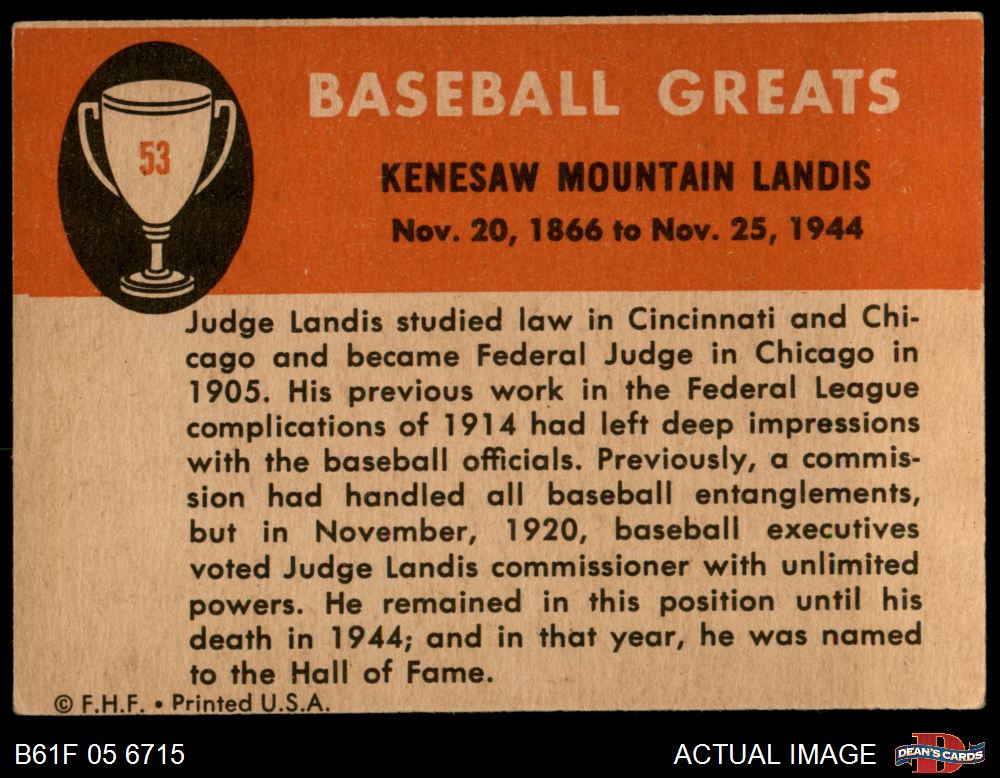 53
BASEBALL GREATS
KENESAW MOUNTAIN LANDIS
Nov. 20, 1866 to Nov. 25, 1944
Judge Landis studied law in Cincinnati and Chi-
cago and became Federal Judge in Chicago in
1905. His previous work in the Federal League
complications of 1914 had left deep impressions
with the baseball officials. Previously, a commis-
sion had handled all baseball entanglements,
but in November, 1920, baseball executives
voted Judge Landis commissioner with unlimited
powers. He remained in this position until his
death in 1944; and in that year, he was named
to the Hall of Fame.
© F.H.F. • Printed U.S.A.
B61F 05 6715
ACTUAL IMAGE
D
DEAN'S CARDS